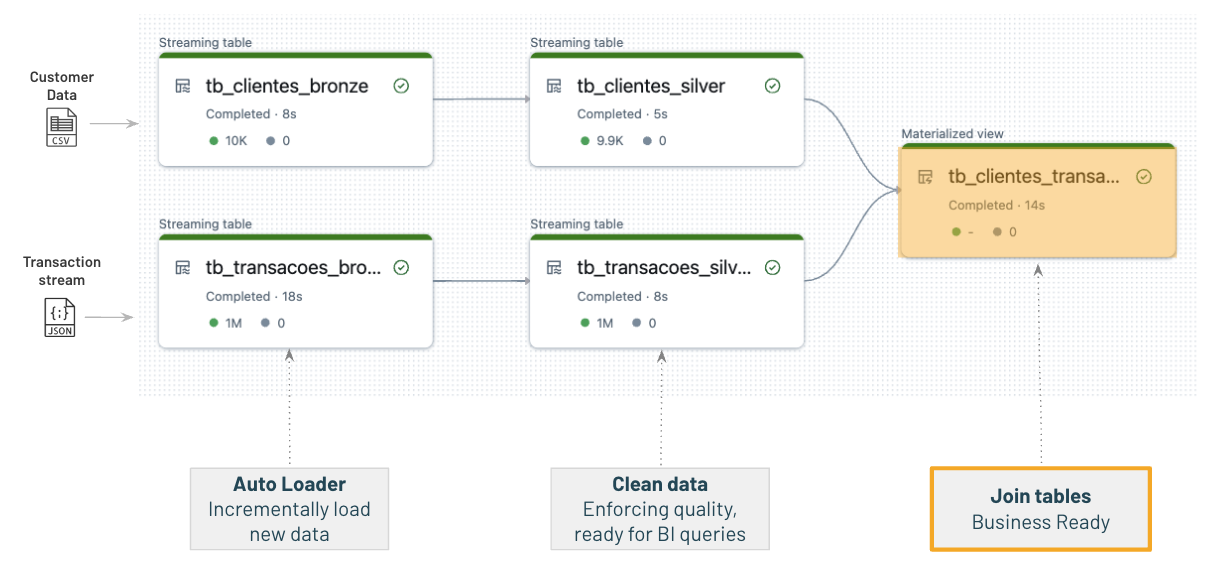 Streaming table
tb_clientes_bronze
Completed · 8s
10K 0
Streaming table
tb_clientes_silver
Completed · 5s
9.9K 0
Customer
Data
CSV
Materialized view
tb_clientes_transa...
Completed · 14s
- 0
Streaming table
tb_transacoes_bro...
Completed · 18s
1M 0
Streaming table
tb_transacoes_silv...
Completed · 8s
1M 0
Transaction
stream
{;}
JSON
Auto Loader
Incrementally load
new data
Clean data
Enforcing quality,
ready for BI queries
Join tables
Business Ready